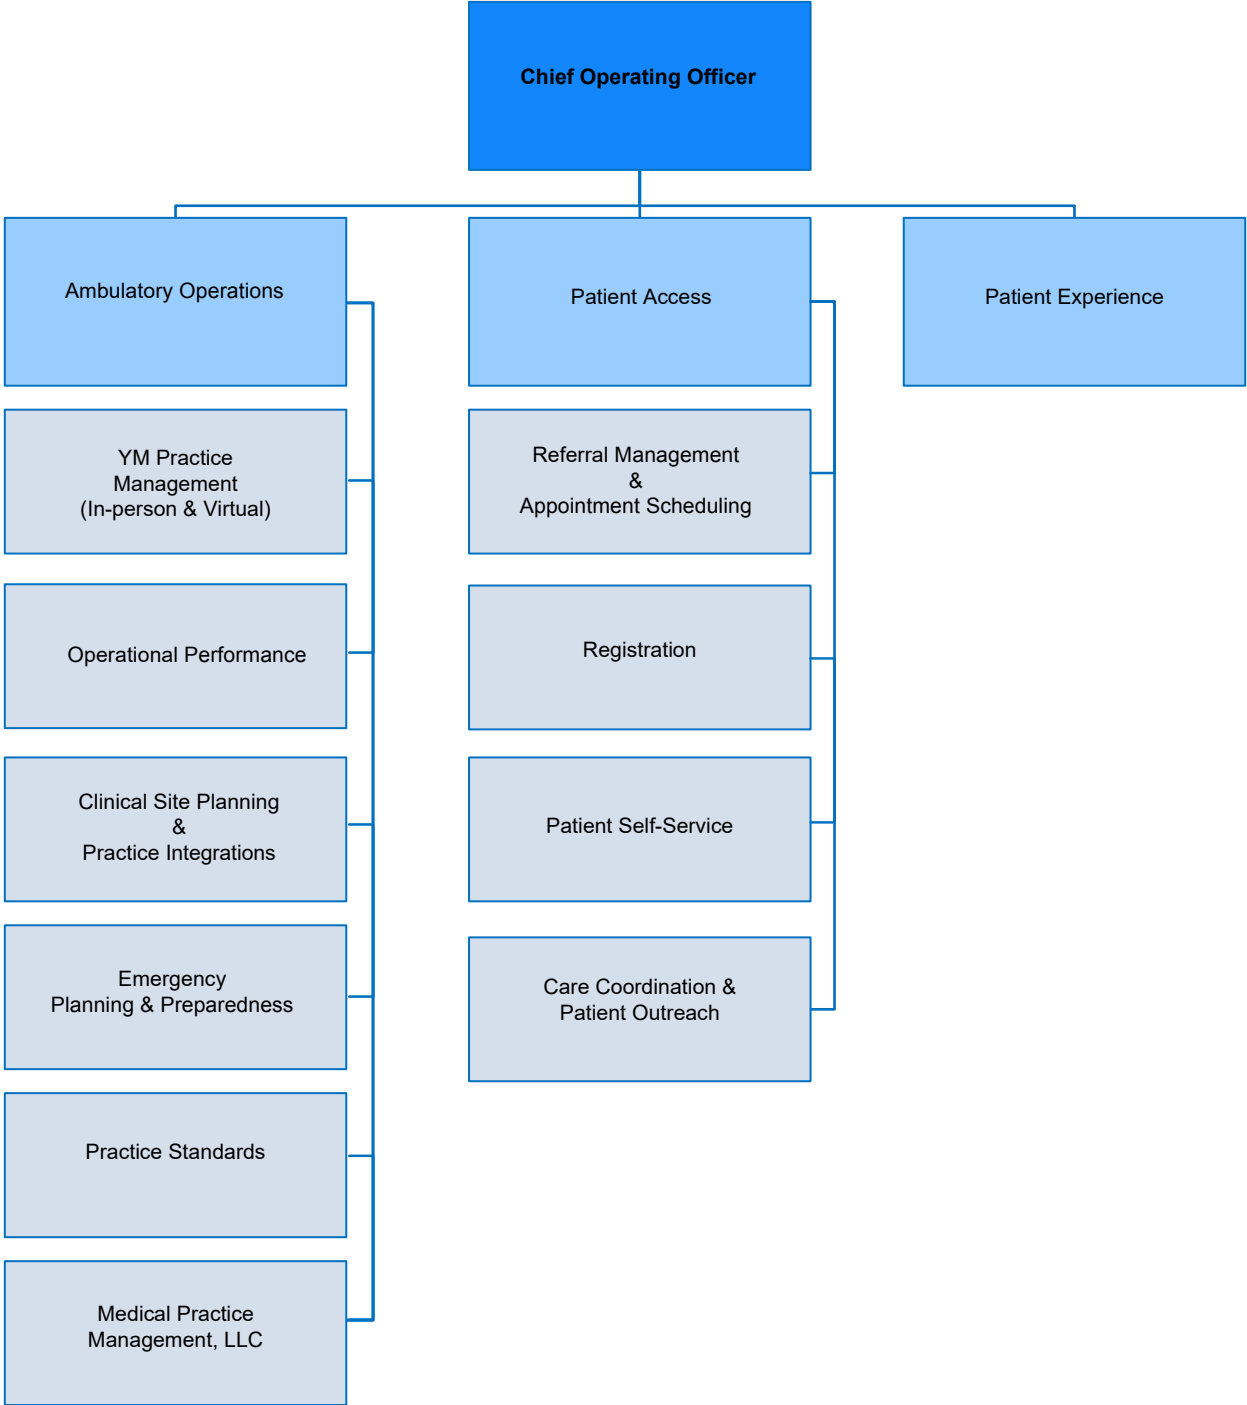 Chief Operating Officer
Ambulatory Operations
Patient Access
Patient Experience
YM Practice
Management
(In-person & Virtual)
Referral Management
&
Appointment Scheduling
Operational Performance
Registration
Clinical Site Planning
&
Practice Integrations
Patient Self-Service
Emergency
Planning & Preparedness
Care Coordination &
Patient Outreach
Practice Standards
Medical Practice
Management, LLC